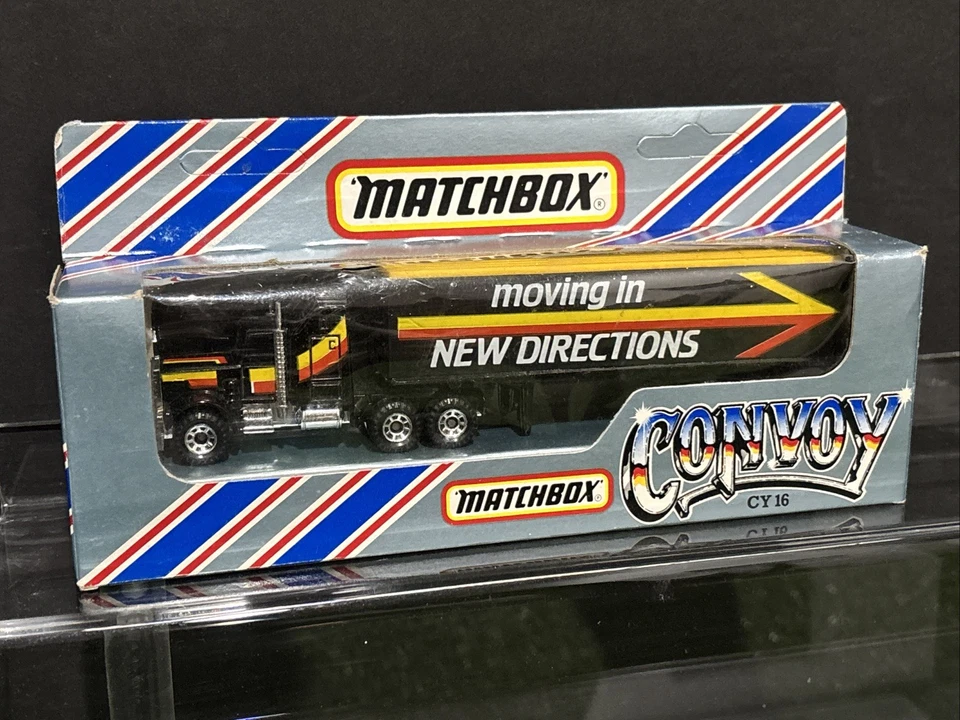 'MATCHBOX'®
moving in
NEW DIRECTIONS
C
'MATCHBOX'®
CONVOY
CY 16